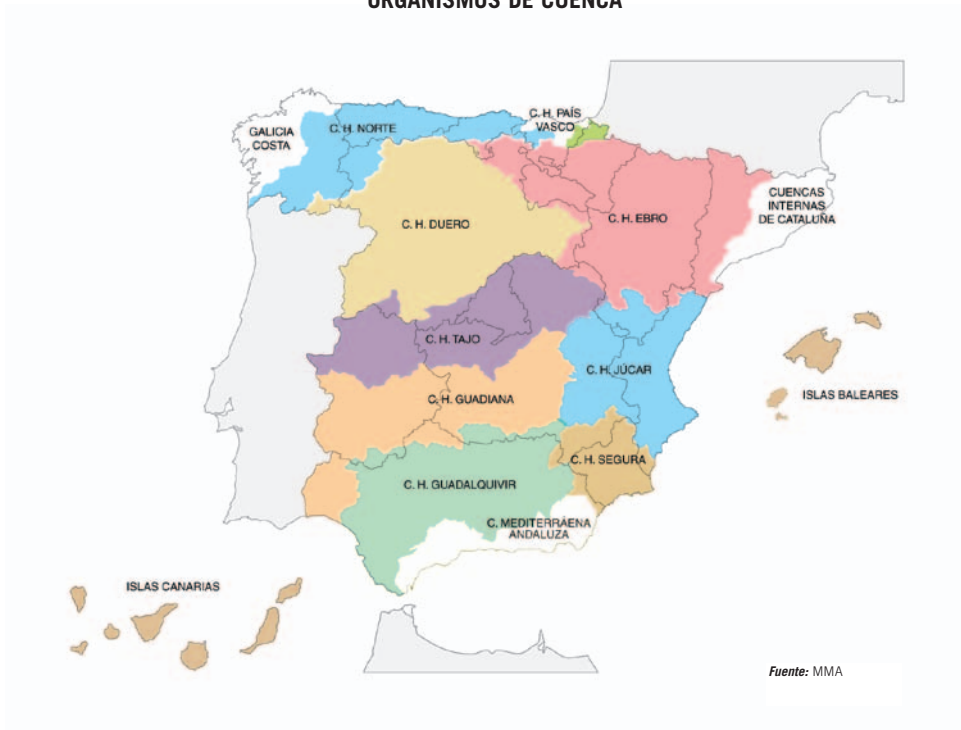 ORGANISMOS DE CUENCA
C. H. PAÍS
VASCO
GALICIA
COSTA
C. H. NORTE
CUENCAS
INTERNAS
DE CATALUÑA
C. H. DUERO
C. H. EBRO
C. H. TAJO
C. H. JÚCAR
ISLAS BALEARES
C. H. GUADIANA
C. H. SEGURA
C. H. GUADALQUIVIR
C. MEDITERRÁENA
ANDALUZA
ISLAS CANARIAS
Fuente: MMA